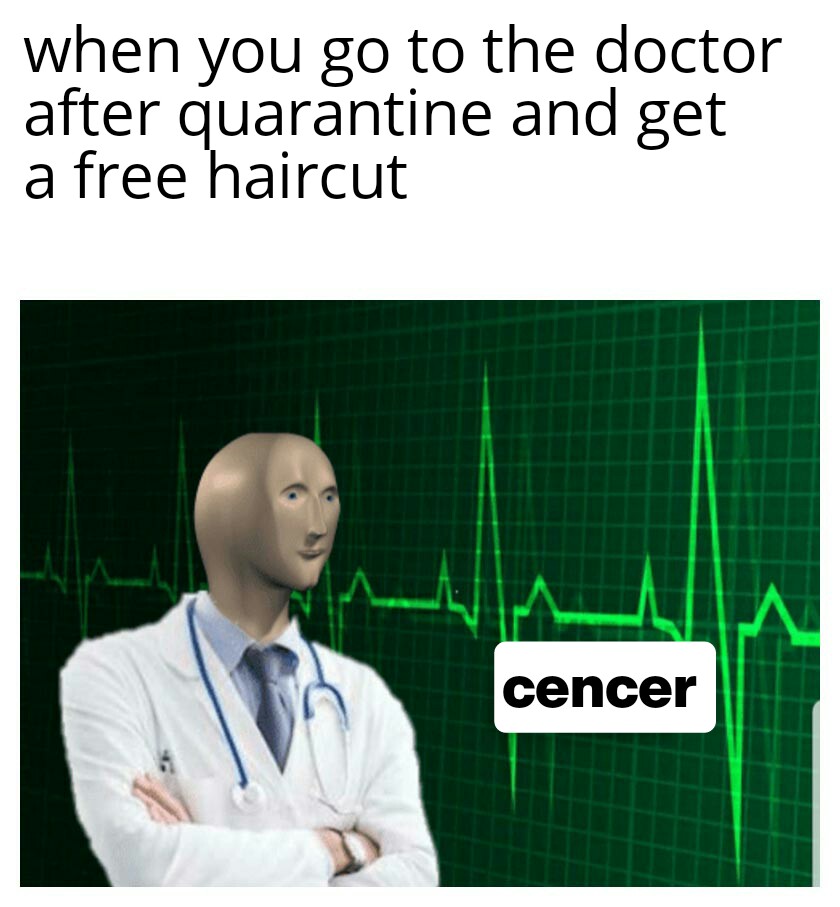 when you go to the doctor
after quarantine and get
a free haircut
cencer